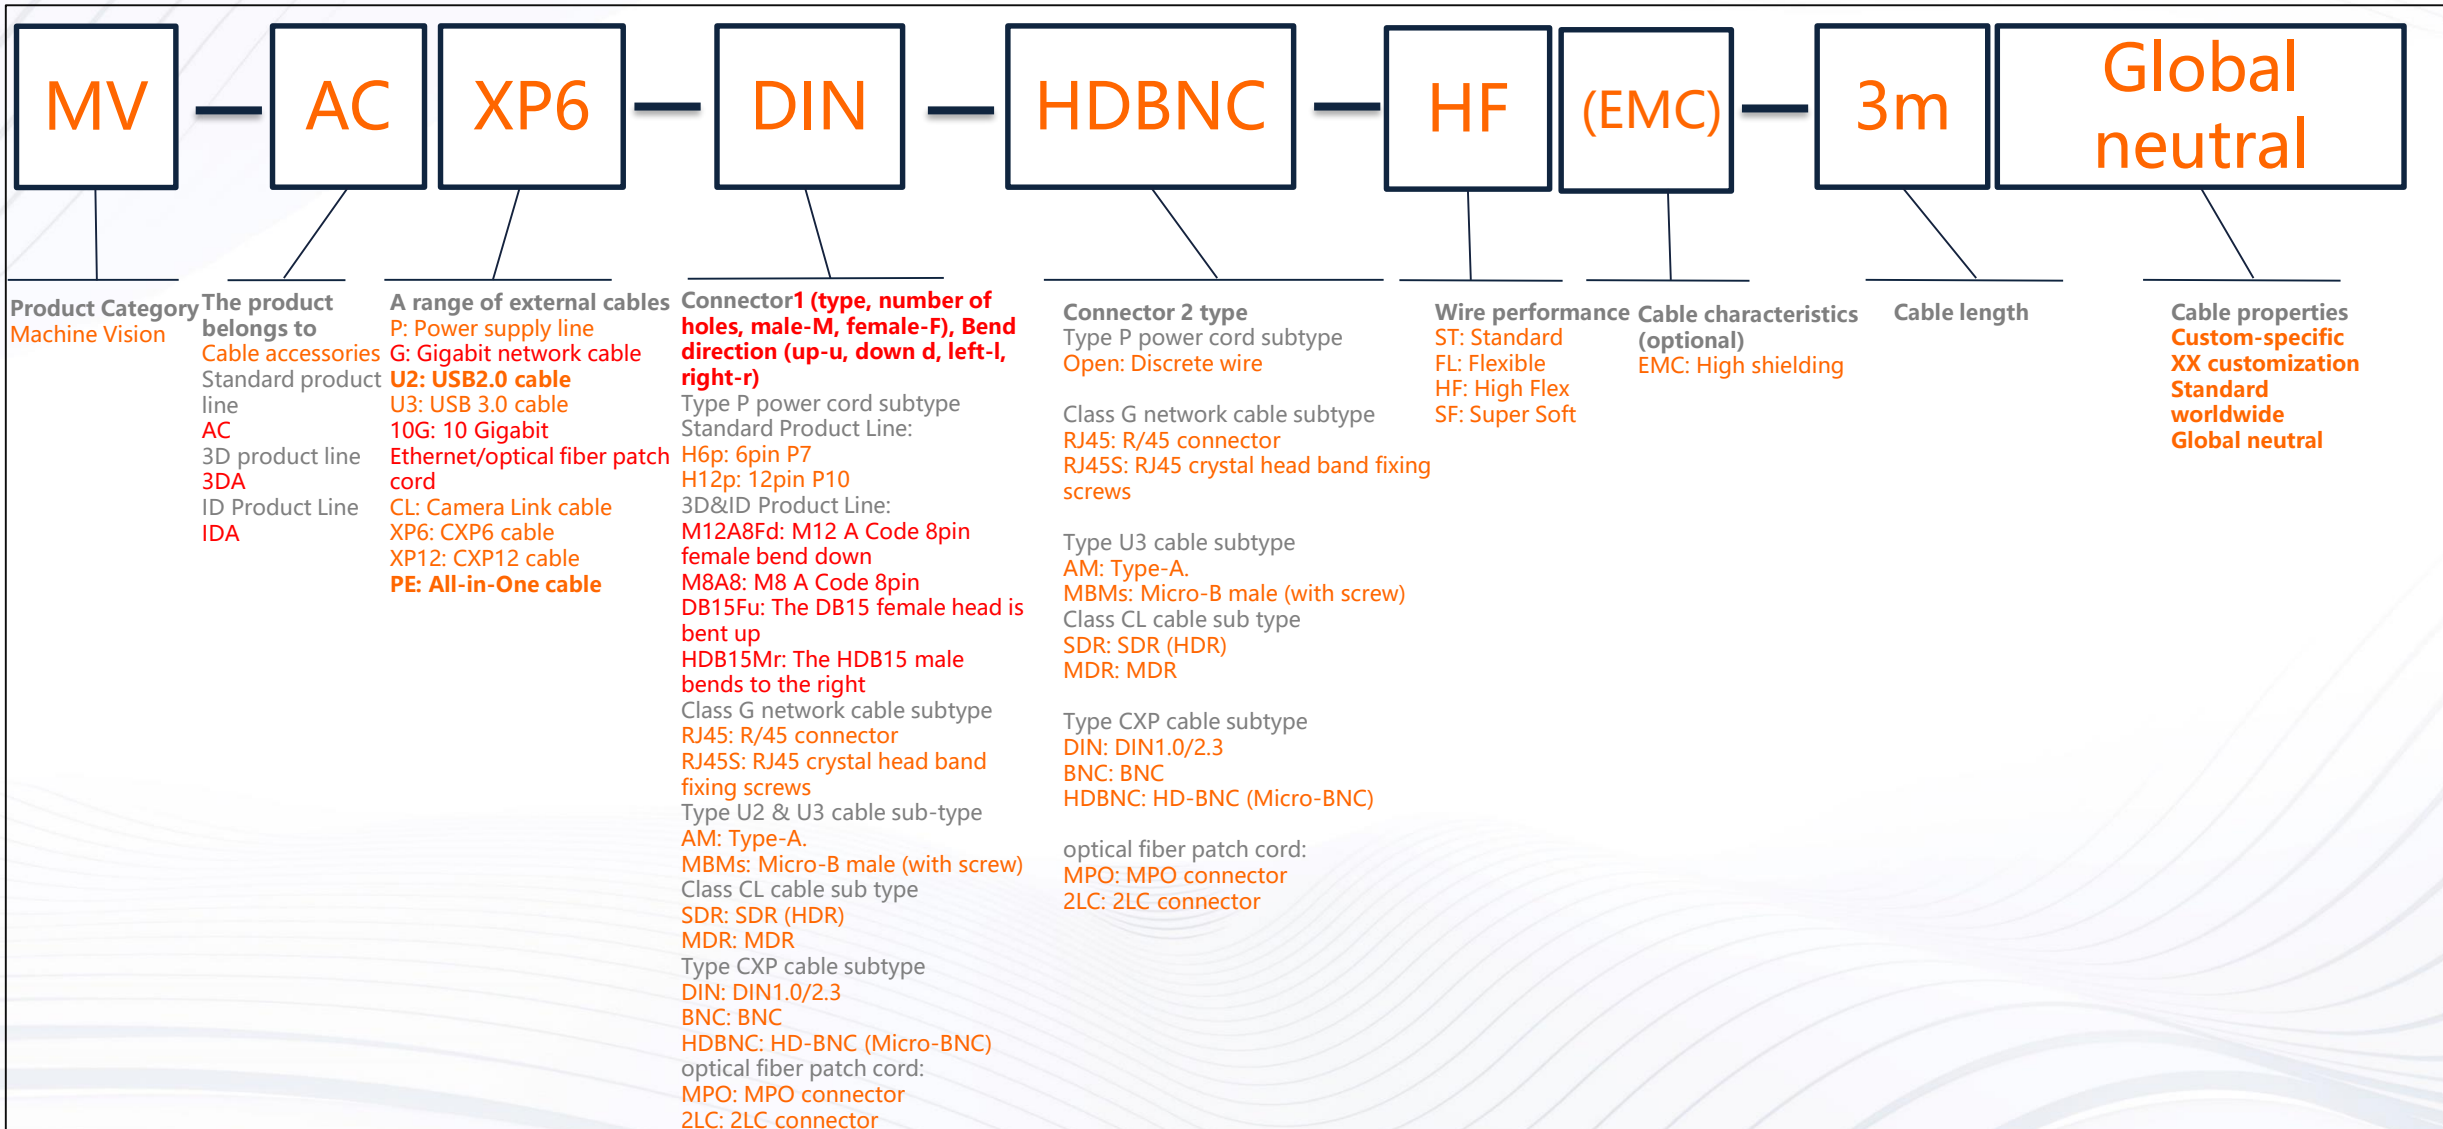 MV
AC
XP6
DIN
HDBNC
HF
(EMC)
3m
Global
neutral
Product Category
Machine Vision
The product
belongs to
Cable accessories
Standard product
line
AC
3D product line
3DA
ID Product Line
IDA
A range of external cables
P: Power supply line
G: Gigabit network cable
U2: USB2.0 cable
U3: USB 3.0 cable
10G: 10 Gigabit
Ethernet/optical fiber patch
cord
CL: Camera Link cable
XP6: CXP6 cable
XP12: CXP12 cable
PE: All-in-One cable
Connector1 (type, number of
holes, male-M, female-F), Bend
direction (up-u, down d, left-l,
right-r)
Type P power cord subtype
Standard Product Line:
H6p: 6pin P7
H12p: 12pin P10
3D&ID Product Line:
M12A8Fd: M12 A Code 8pin
female bend down
M8A8: M8 A Code 8pin
DB15Fu: The DB15 female head is
bent up
HDB15Mr: The HDB15 male
bends to the right
Class G network cable subtype
RJ45: R/45 connector
RJ45S: RJ45 crystal head band
fixing screws
Type U2 & U3 cable sub-type
AM: Type-A.
MBMs: Micro-B male (with screw)
Class CL cable sub type
SDR: SDR (HDR)
MDR: MDR
Type CXP cable subtype
DIN: DIN1.0/2.3
BNC: BNC
HDBNC: HD-BNC (Micro-BNC)
optical fiber patch cord:
MPO: MPO connector
2LC: 2LC connector
Connector 2 type
Type P power cord subtype
Open: Discrete wire
Class G network cable subtype
RJ45: R/45 connector
RJ45S: RJ45 crystal head band fixing
screws
Type U3 cable subtype
AM: Type-A.
MBMs: Micro-B male (with screw)
Class CL cable sub type
SDR: SDR (HDR)
MDR: MDR
Type CXP cable subtype
DIN: DIN1.0/2.3
BNC: BNC
HDBNC: HD-BNC (Micro-BNC)
optical fiber patch cord:
MPO: MPO connector
2LC: 2LC connector
Wire performance
ST: Standard
FL: Flexible
HF: High Flex
SF: Super Soft
Cable characteristics
(optional)
EMC: High shielding
Cable length
Cable properties
Custom-specific
XX customization
Standard
worldwide
Global neutral